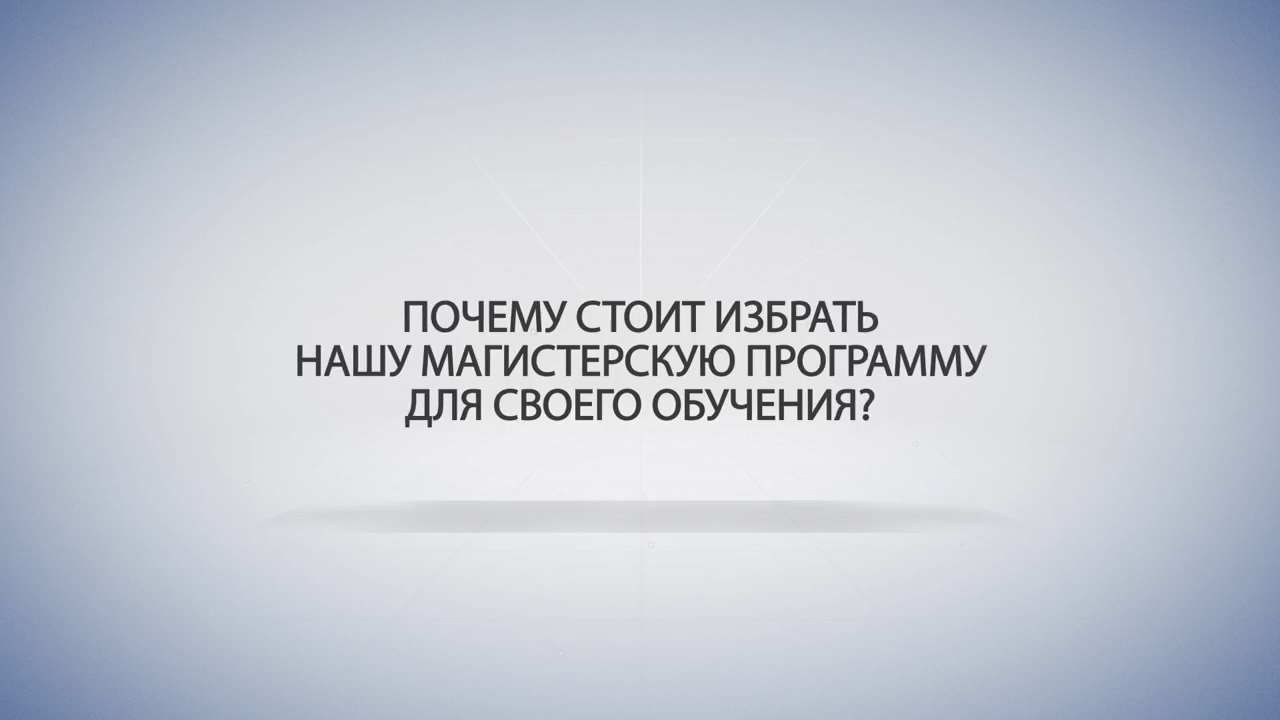 ПОЧЕМУ СТОИТ ИЗБРАТЬ
НАШУ МАГИСТЕРСКУЮ ПРОГРАММУ
ДЛЯ СВОЕГО ОБУЧЕНИЯ?